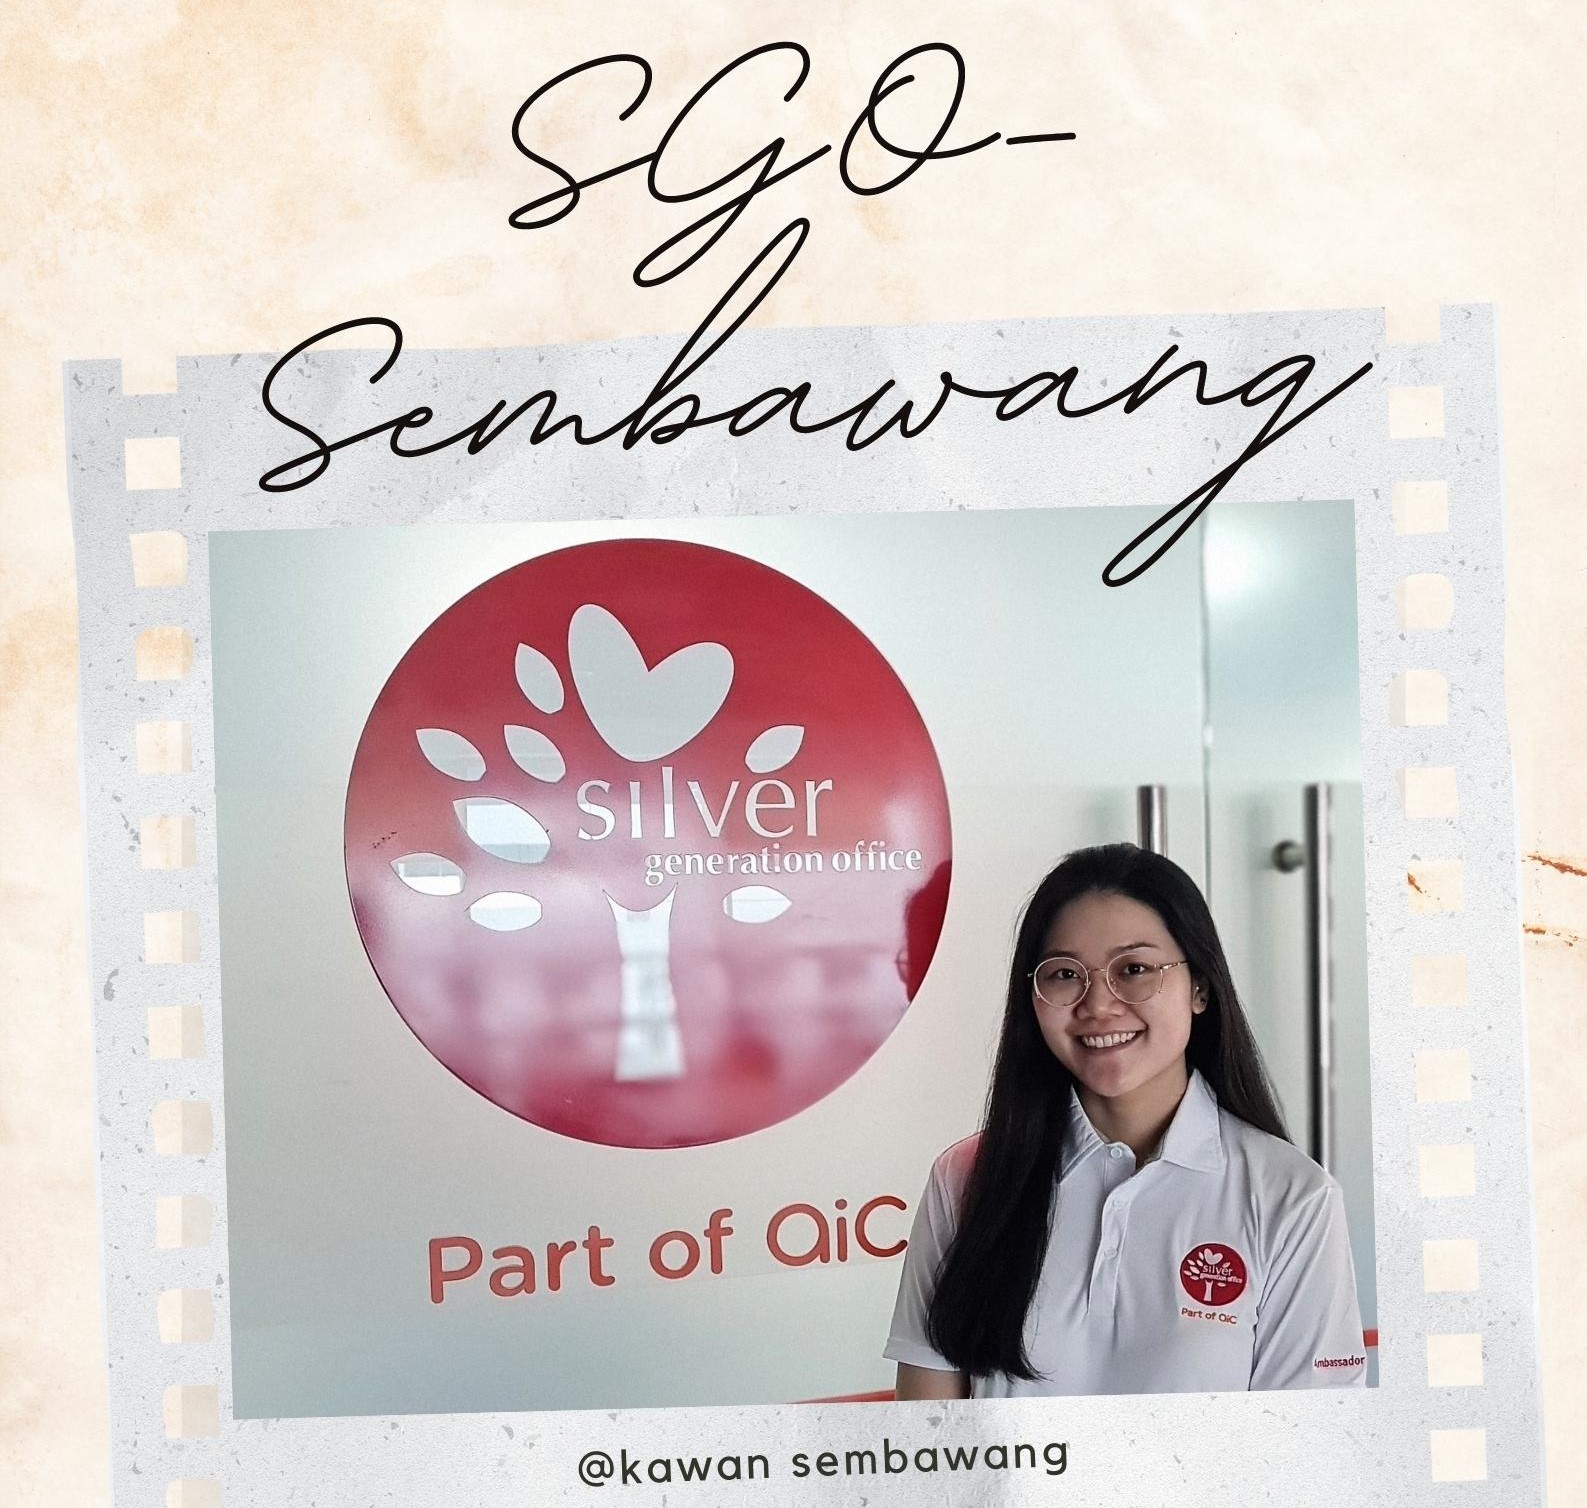 SGO-
Sembawang
silver
generation office
Part of aic
silver
generation office
Part of aic
Ambassador
@kawan sembawang